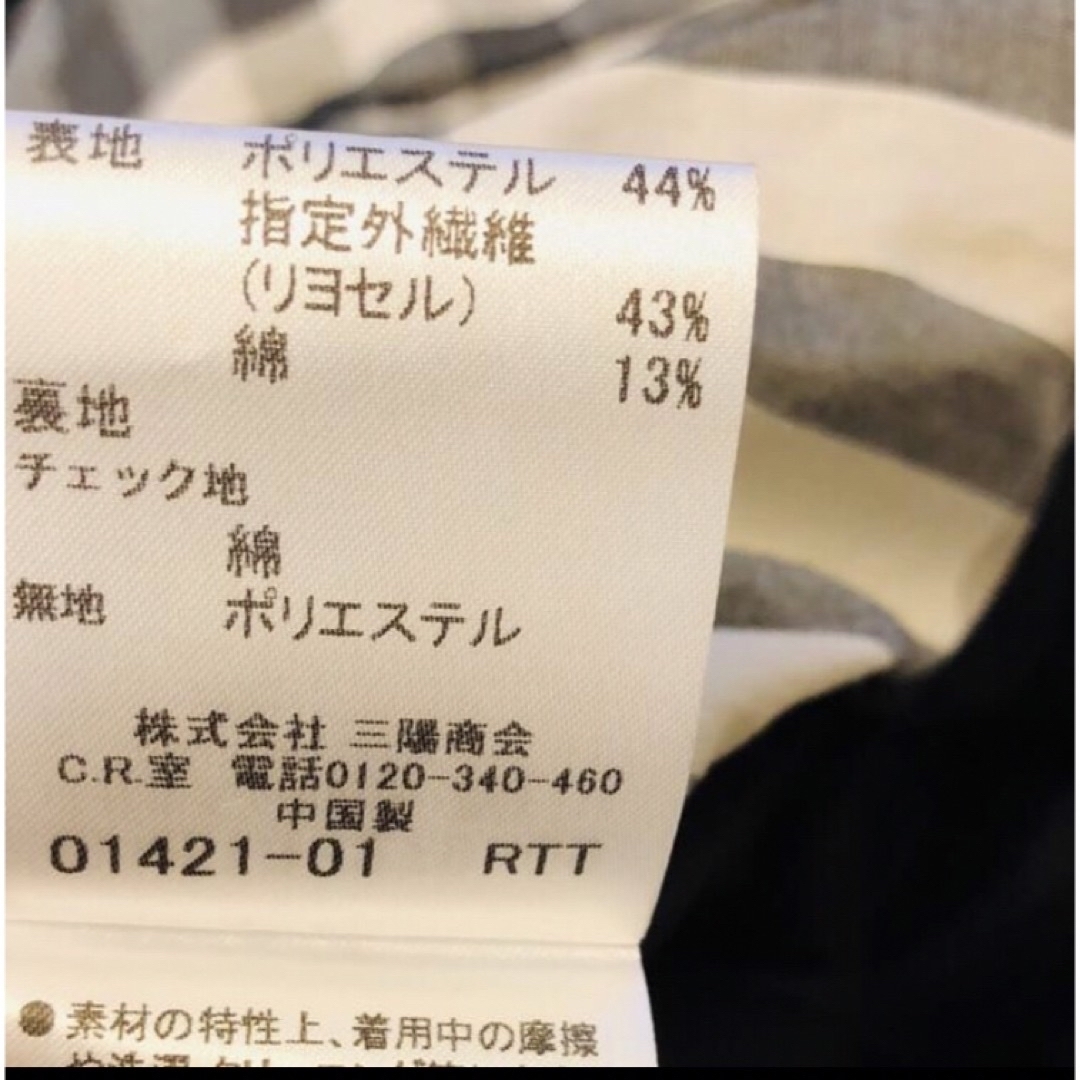 表地 ポリエステル 44%
指定外繊維
(リヨセル) 43%
綿 13%
裏地
チェック地
綿
無地 ポリエステル
株式会社 三陽商会
C.R.室 電話0120-340-460
中国製
01421-01 RTT
●素材の特性上、着用中の摩擦